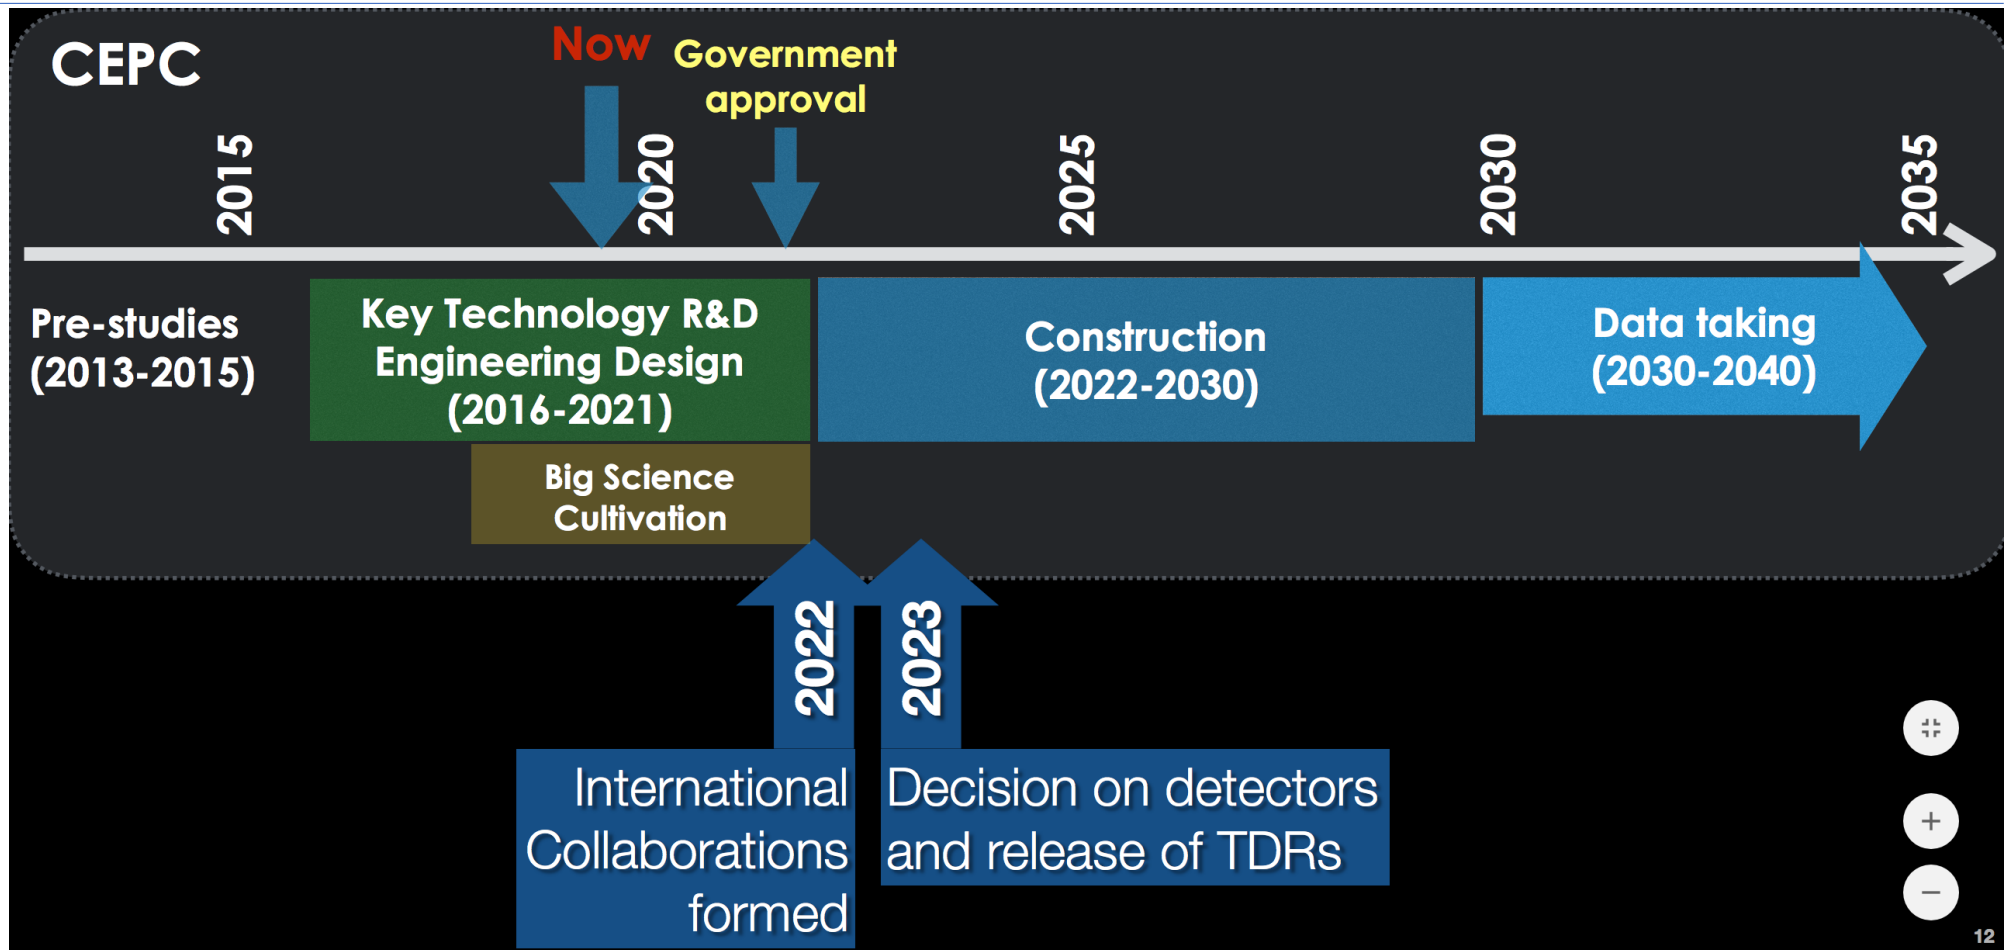 CEPC
Now
Government
approval
2015
2020
2025
2030
2035
Pre-studies
(2013-2015)
Key Technology R&D
Engineering Design
(2016-2021)
Construction
(2022-2030)
Data taking
(2030-2040)
Big Science
Cultivation
2022
2023
International
Collaborations
formed
Decision on detectors
and release of TDRs
12